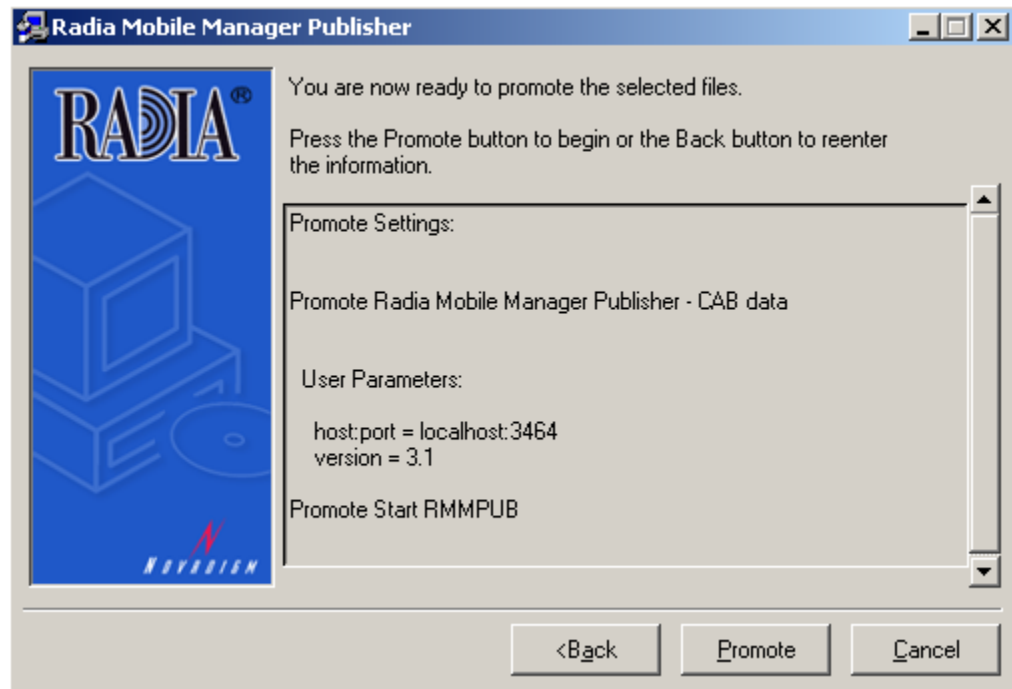 Radia Mobile Manager Publisher
RADIA®
You are now ready to promote the selected files.
Press the Promote button to begin or the Back button to reenter
the information.
Promote Settings:
Promote Radia Mobile Manager Publisher - CAB data
User Parameters:
host:port = localhost:3464
version = 3.1
Promote Start RMMPUB
NOVADIGM
<Back
Promote
Cancel